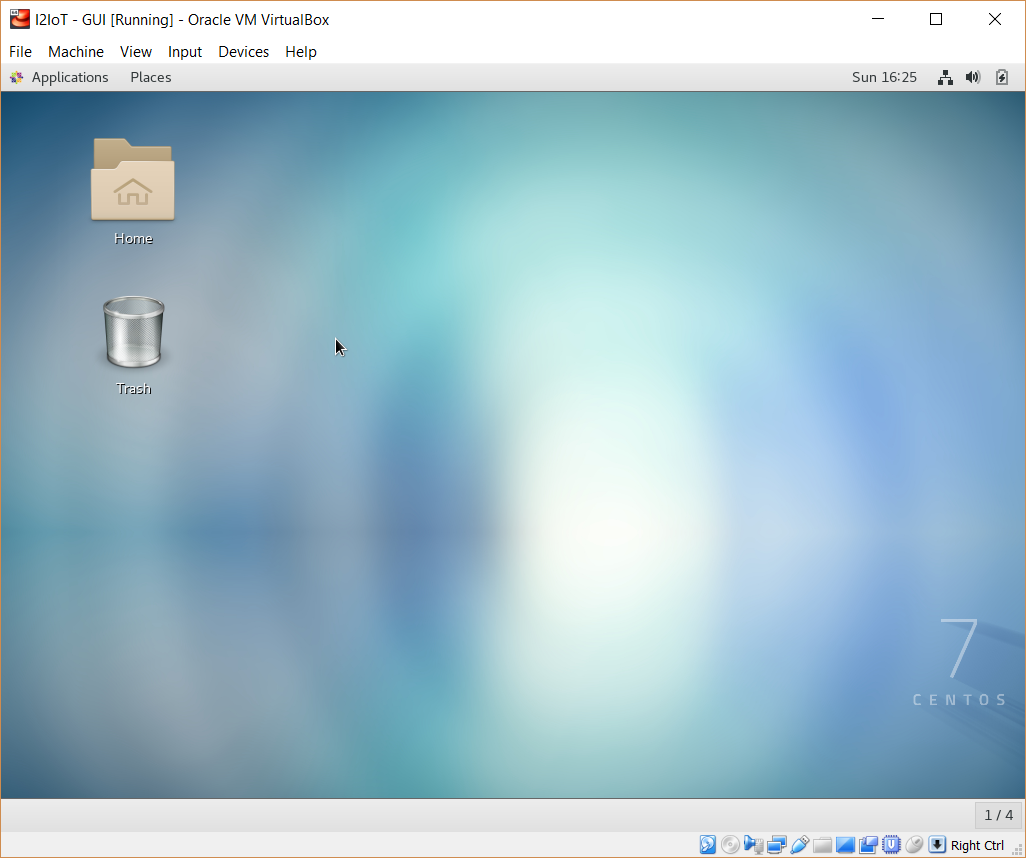 I2IoT - GUI [Running] - Oracle VM VirtualBox
File Machine View Input Devices Help
Applications Places Sun 16:25
Home
Trash
7
CENTOS
1 / 4
Right Ctrl